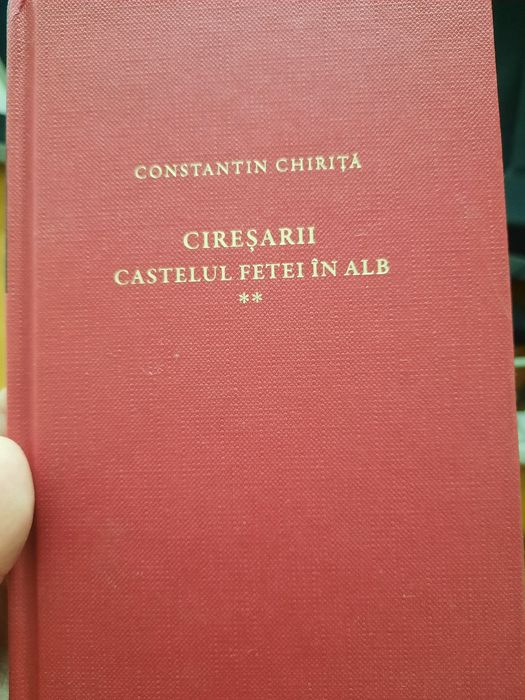 CONSTANTIN CHIRIȚĂ
CIREȘARII
CASTELUL FETEI ÎN ALB
**